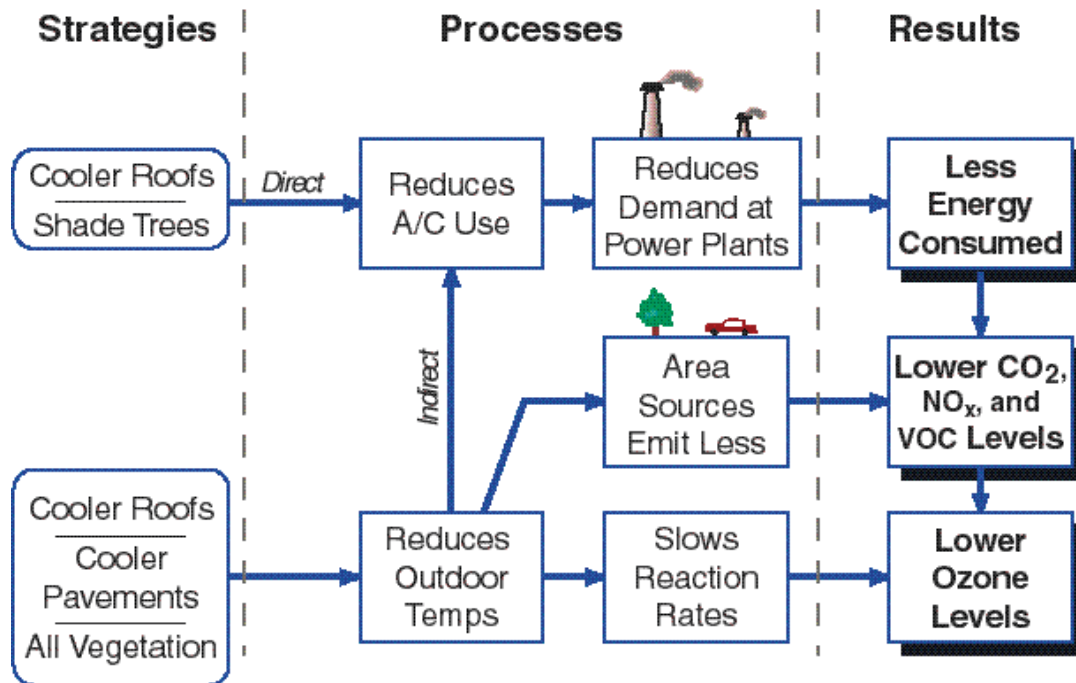 Strategies
Processes
Results
Cooler Roofs
Shade Trees
Direct
Reduces
A/C Use
Reduces
Demand at
Power Plants
Less
Energy
Consumed
Indirect
Area
Sources
Emit Less
Lower CO₂,
NOₓ, and
VOC Levels
Cooler Roofs
Cooler
Pavements
All Vegetation
Reduces
Outdoor
Temps
Slows
Reaction
Rates
Lower
Ozone
Levels